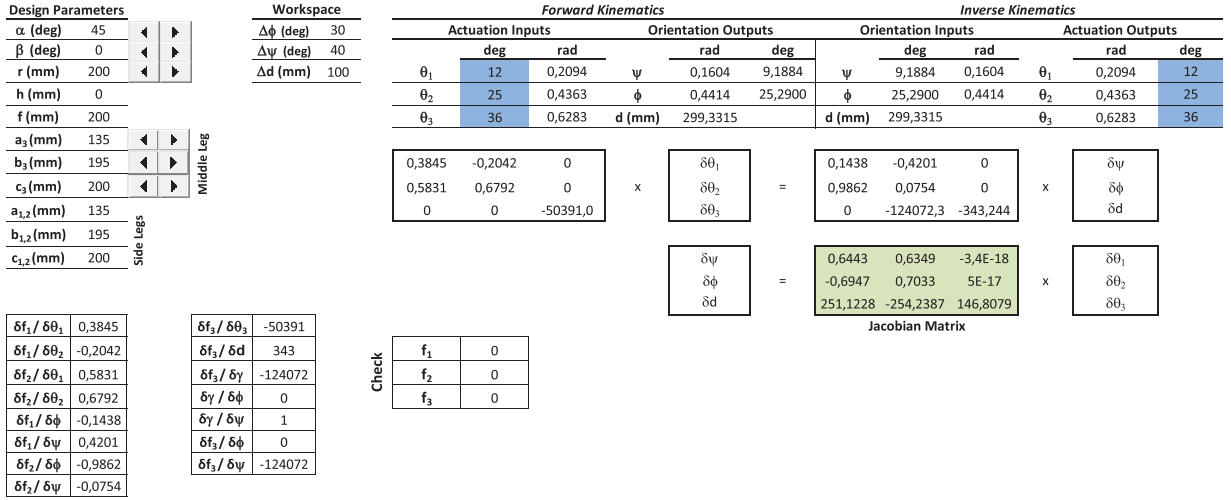 Design Parameters
α (deg) 45
β (deg) 0
r (mm) 200
h (mm) 0
f (mm) 200
a3 (mm) 135
b3 (mm) 195
c3 (mm) 200
a1,2 (mm) 135
b1,2 (mm) 195
c1,2 (mm) 200
Middle Leg
Side Legs
Workspace
Δϕ (deg) 30
Δψ (deg) 40
Δd (mm) 100
Forward Kinematics Inverse Kinematics
Actuation Inputs Orientation Outputs Orientation Inputs Actuation Outputs
deg rad rad deg deg rad rad deg
θ1 12 0,2094 ψ 0,1604 9,1884 ψ 9,1884 0,1604 θ1 0,2094 12
θ2 25 0,4363 ϕ 0,4414 25,2900 ϕ 25,2900 0,4414 θ2 0,4363 25
θ3 36 0,6283 d (mm) 299,3315 d (mm) 299,3315 θ3 0,6283 36
0,3845 -0,2042 0 δθ1 0,1438 -0,4201 0 δψ
0,5831 0,6792 0 x δθ2 = 0,9862 0,0754 0 x δϕ
0 0 -50391,0 δθ3 0 -124072,3 -343,244 δd
δψ 0,6443 0,6349 -3,4E-18 δθ1
δϕ = -0,6947 0,7033 5E-17 x δθ2
δd 251,1228 -254,2387 146,8079 δθ3
Jacobian Matrix
δf1/ δθ1 0,3845
δf1/ δθ2 -0,2042
δf2/ δθ1 0,5831
δf2/ δθ2 0,6792
δf1/ δϕ -0,1438
δf1/ δψ 0,4201
δf2/ δϕ -0,9862
δf2/ δψ -0,0754
δf3/ δθ3 -50391
δf3/ δd 343
δf3/ δγ -124072
δγ / δϕ 0
δγ / δψ 1
δf3/ δϕ 0
δf3/ δψ -124072
Check
f1 0
f2 0
f3 0